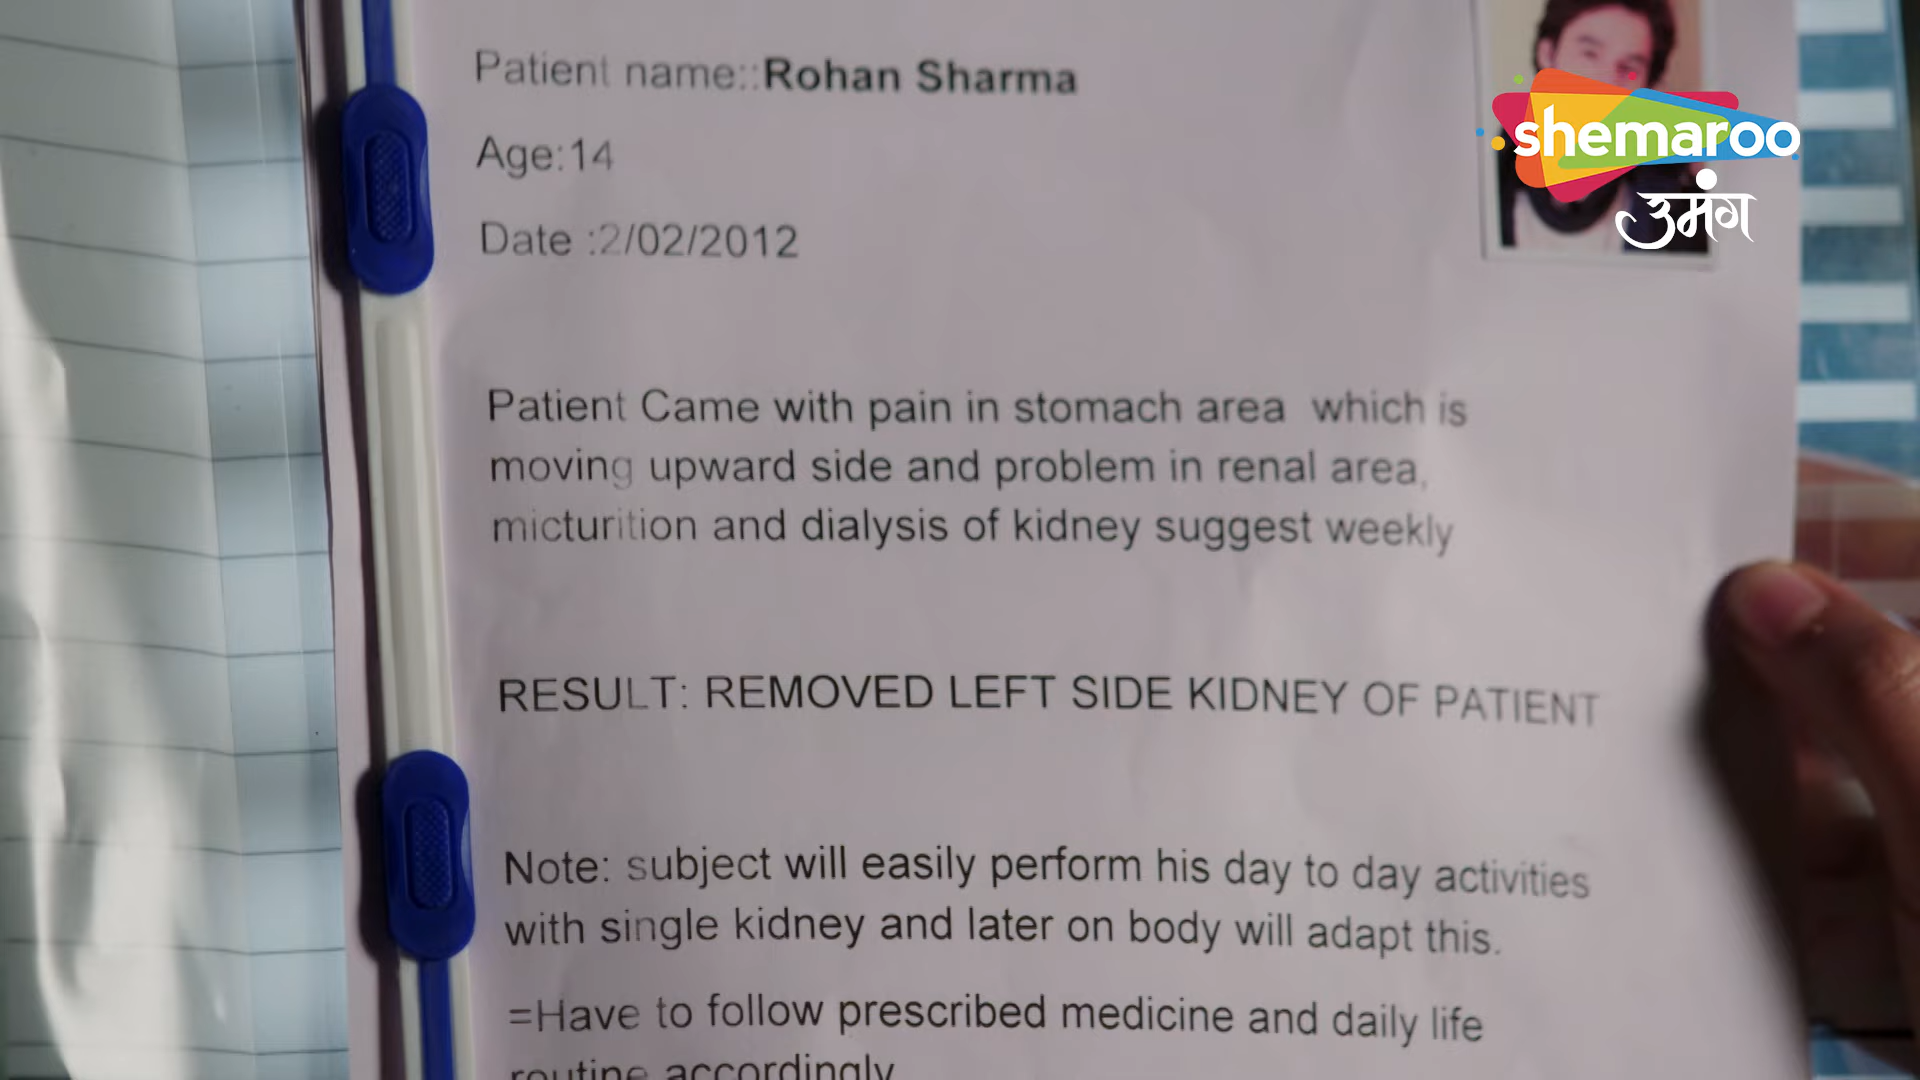 Patient name::Rohan Sharma
Age:14
Date :2/02/2012
shemaroo
उमंग
Patient Came with pain in stomach area which is
moving upward side and problem in renal area,
micturition and dialysis of kidney suggest weekly
RESULT: REMOVED LEFT SIDE KIDNEY OF PATIENT
Note: subject will easily perform his day to day activities
with single kidney and later on body will adapt this.
=Have to follow prescribed medicine and daily life
routine accordingly